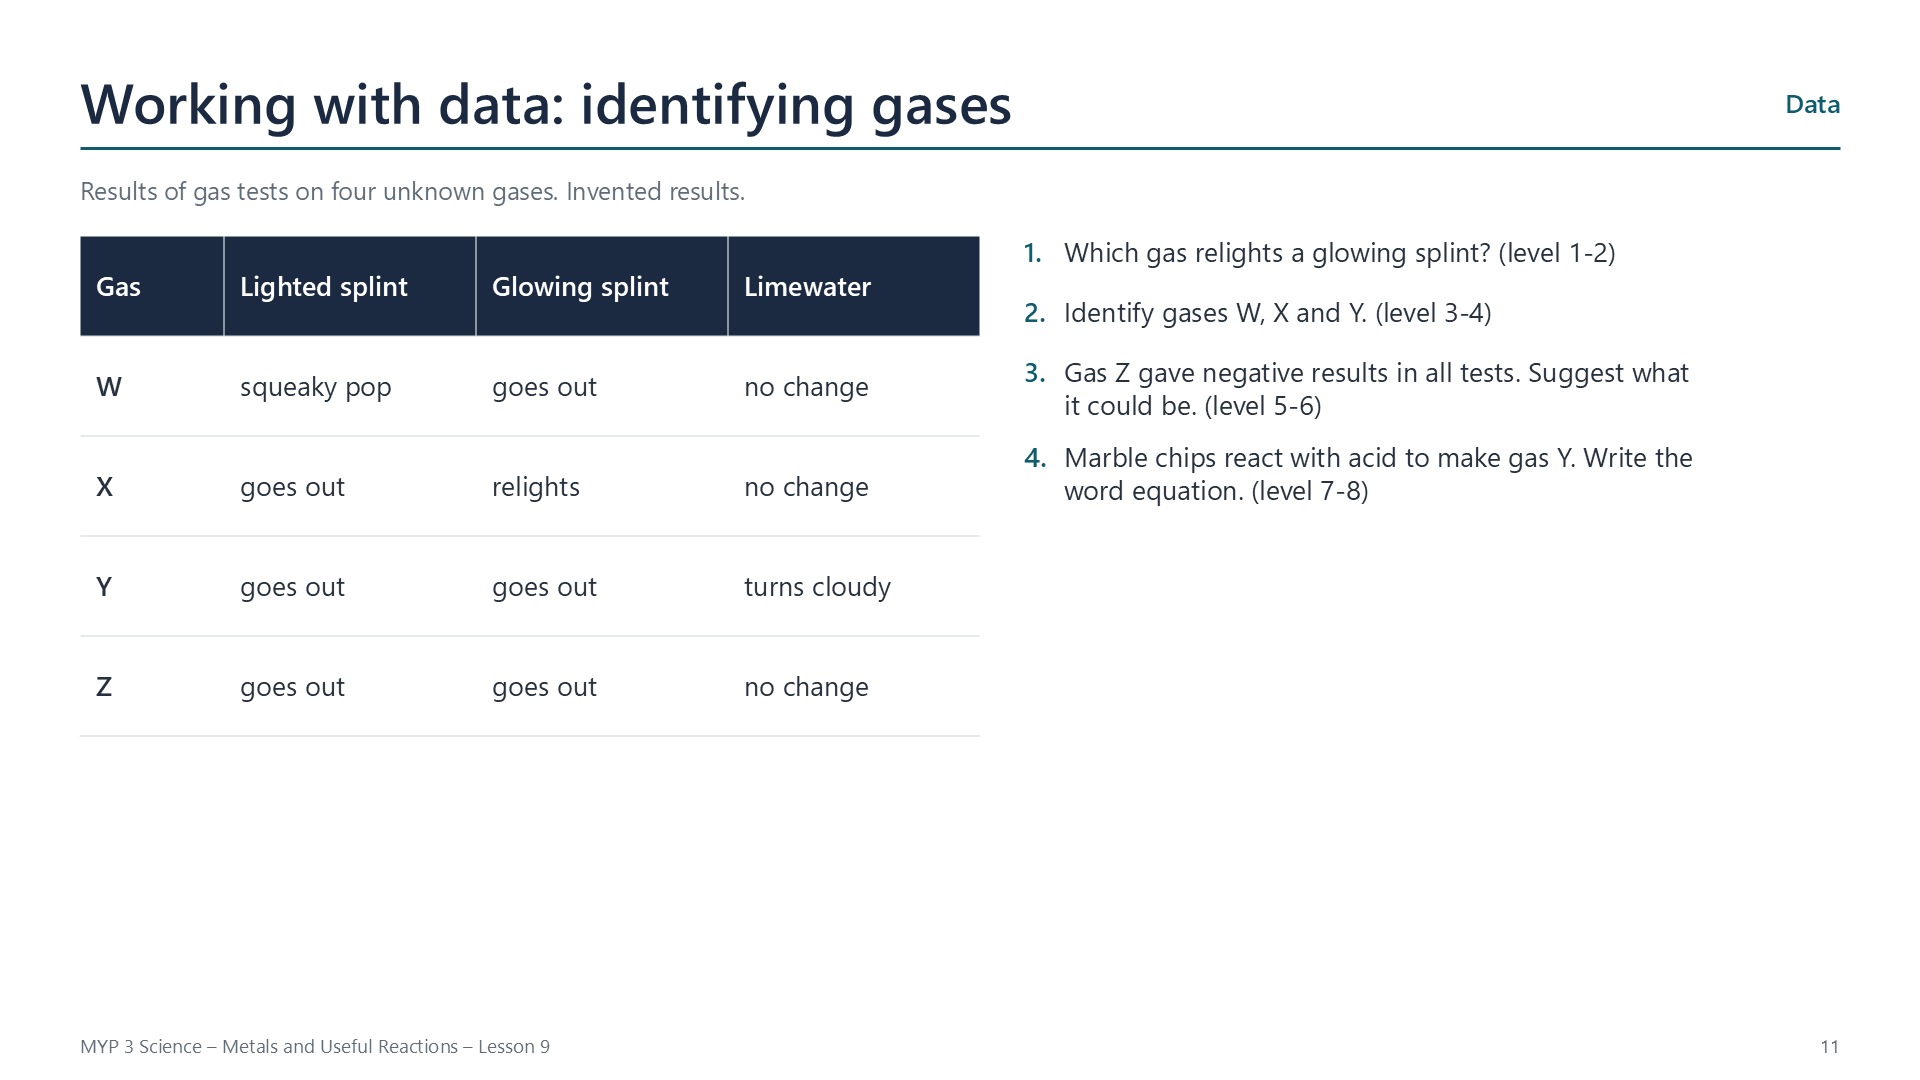 Working with data: identifying gases
Data
Results of gas tests on four unknown gases. Invented results.
Gas Lighted splint Glowing splint Limewater
W squeaky pop goes out no change
X goes out relights no change
Y goes out goes out turns cloudy
Z goes out goes out no change
1. Which gas relights a glowing splint? (level 1-2)
2. Identify gases W, X and Y. (level 3-4)
3. Gas Z gave negative results in all tests. Suggest what
it could be. (level 5-6)
4. Marble chips react with acid to make gas Y. Write the
word equation. (level 7-8)
MYP 3 Science – Metals and Useful Reactions – Lesson 9
11